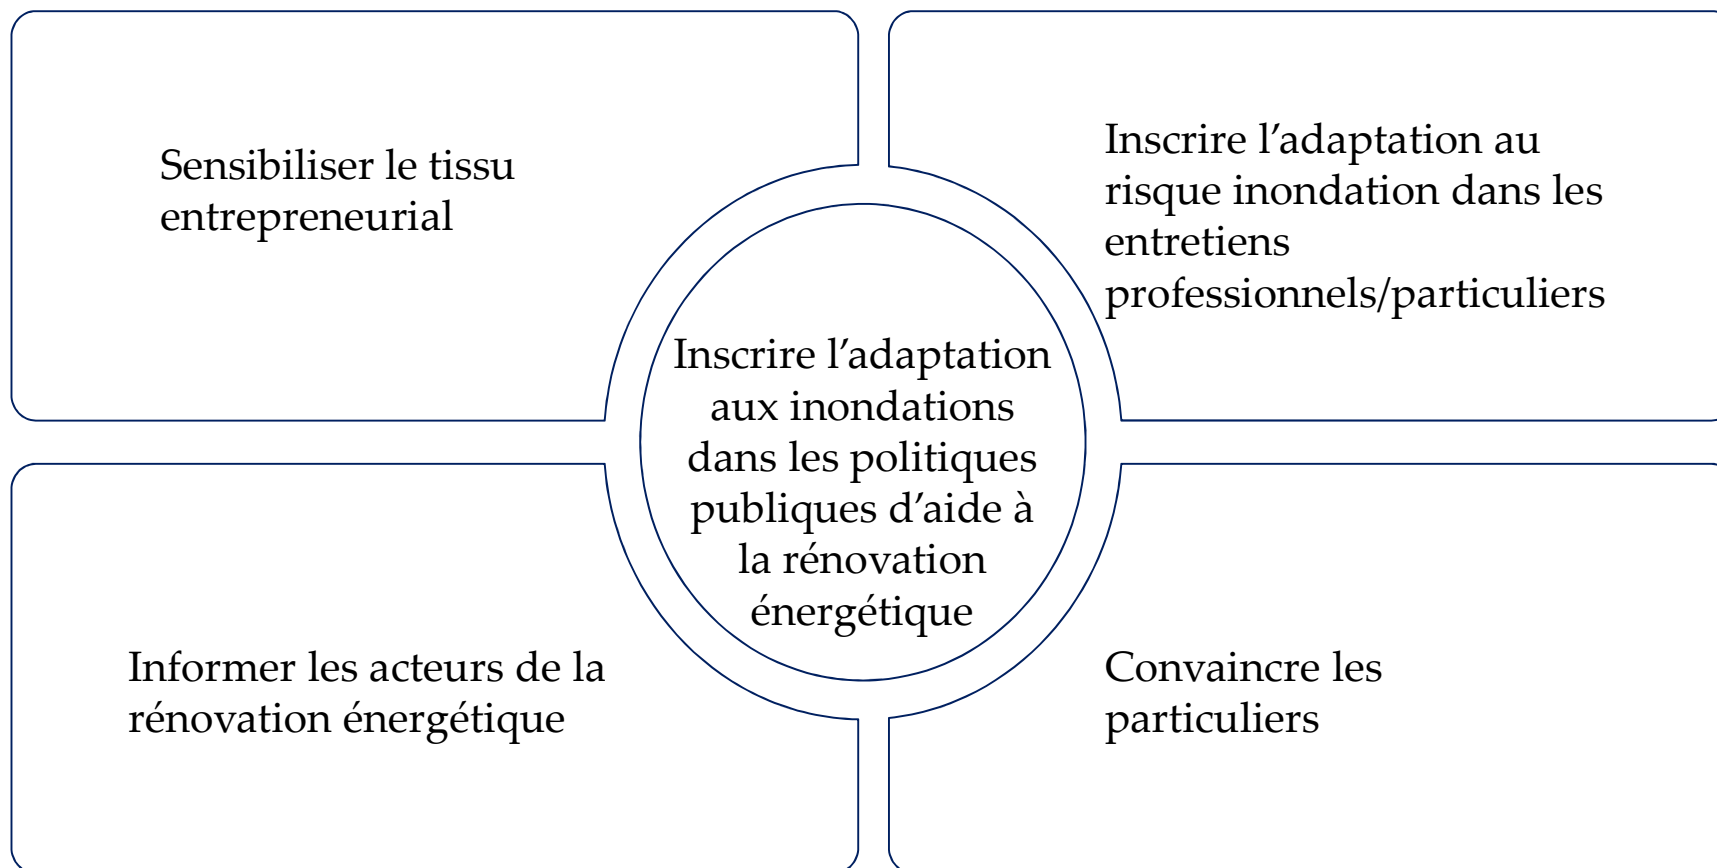 Sensibiliser le tissu
entrepreneurial
Inscrire l’adaptation au
risque inondation dans les
entretiens
professionnels/particuliers
Inscrire l’adaptation
aux inondations
dans les politiques
publiques d’aide à
la rénovation
énergétique
Informer les acteurs de la
rénovation énergétique
Convaincre les
particuliers